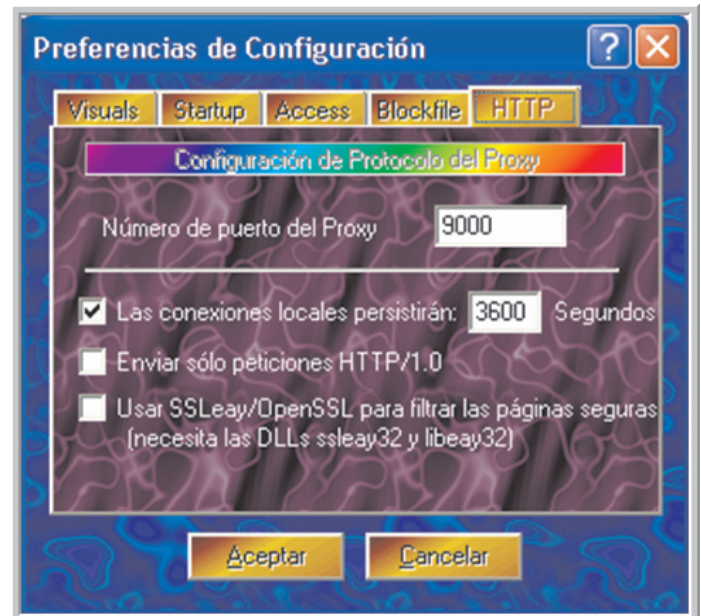 Preferencias de Configuración
Visuals Startup Access Blockfile HTTP
Configuración de Protocolo del Proxy
Número de puerto del Proxy 9000
Las conexiones locales persistirán: 3600 Segundos
Enviar sólo peticiones HTTP/1.0
Usar SSLeay/OpenSSL para filtrar las páginas seguras
(necesita las DLLs ssleay32 y libeay32)
Aceptar Cancelar